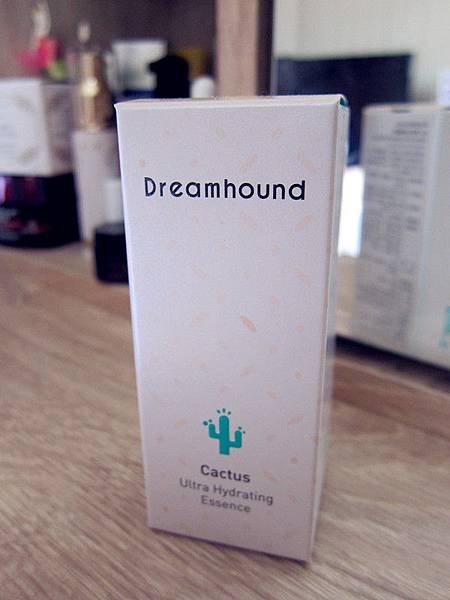 Dreamhound
Cactus
Ultra Hydrating
Essence